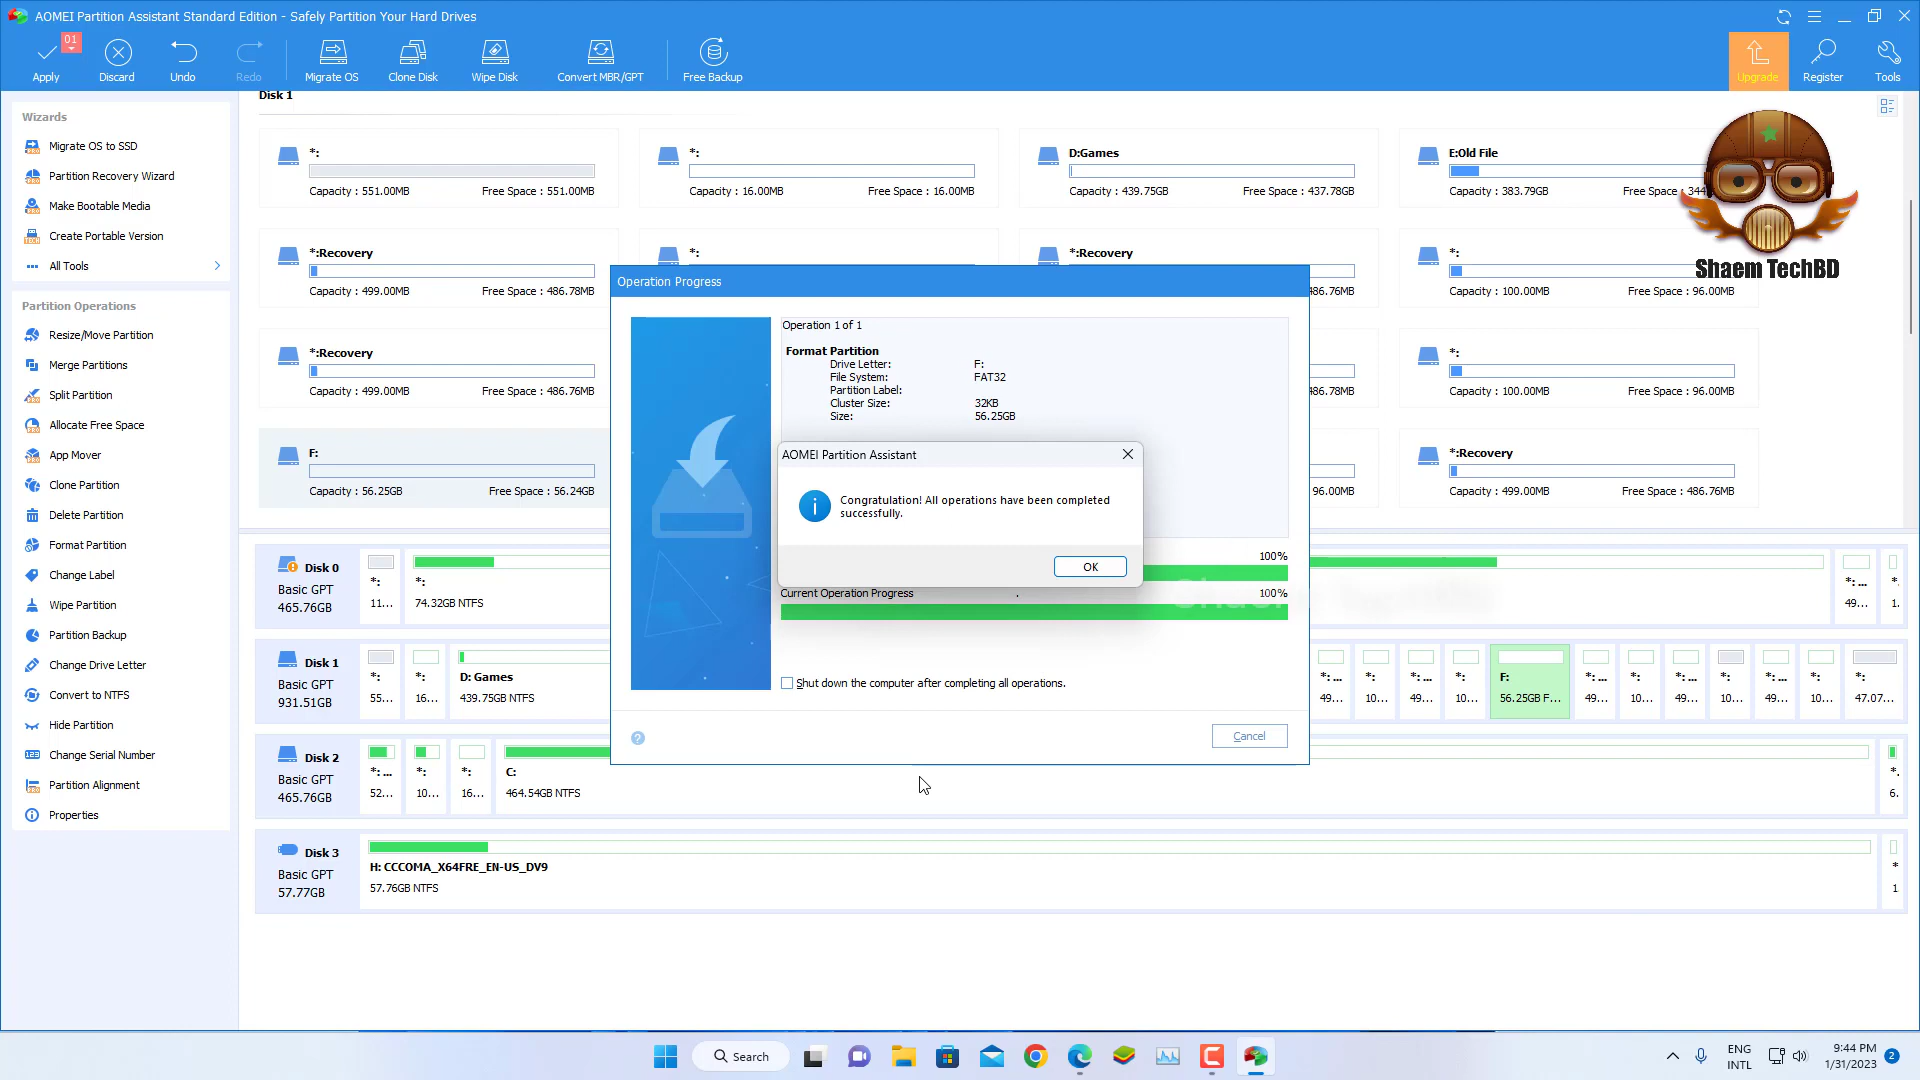 AOMEI Partition Assistant Standard Edition - Safely Partition Your Hard Drives
01
Apply
Discard
Undo
Redo
Migrate OS
Clone Disk
Wipe Disk
Convert MBR/GPT
Free Backup
Upgrade
Register
Tools
Wizards
Migrate OS to SSD
Partition Recovery Wizard
Make Bootable Media
Create Portable Version
All Tools
Partition Operations
Resize/Move Partition
Merge Partitions
Split Partition
Allocate Free Space
App Mover
Clone Partition
Delete Partition
Format Partition
Change Label
Wipe Partition
Partition Backup
Change Drive Letter
Convert to NTFS
Hide Partition
Change Serial Number
Partition Alignment
Properties
Disk 1
*:
Capacity : 551.00MB Free Space : 551.00MB
*:
Capacity : 16.00MB Free Space : 16.00MB
D:Games
Capacity : 439.75GB Free Space : 437.78GB
E:Old File
Capacity : 383.79GB Free Space : 344
Shaem TechBD
*:Recovery
Capacity : 499.00MB Free Space : 486.78MB
*:
*:Recovery
86.76MB
*:
Capacity : 100.00MB Free Space : 96.00MB
*:Recovery
Capacity : 499.00MB Free Space : 486.76MB
86.76MB
*:
Capacity : 100.00MB Free Space : 96.00MB
F:
Capacity : 56.25GB Free Space : 56.24GB
96.00MB
*:Recovery
Capacity : 499.00MB Free Space : 486.76MB
Operation Progress
Operation 1 of 1
Format Partition
Drive Letter: F:
File System: FAT32
Partition Label:
Cluster Size: 32KB
Size: 56.25GB
AOMEI Partition Assistant
Congratulation! All operations have been completed
successfully.
OK
100%
Current Operation Progress 100%
Shut down the computer after completing all operations.
Cancel
Disk 0
Basic GPT
465.76GB
*:
11...
*:
74.32GB NTFS
*: ...
49...
*.
1.
Disk 1
Basic GPT
931.51GB
*:
55...
*:
16...
D: Games
439.75GB NTFS
*: ...
49...
*:
10...
*: ...
49...
*:
10...
F:
56.25GB F...
*: ...
49...
*:
10...
*: ...
49...
*:
10...
*: ...
49...
*:
10...
*:
47.07...
Disk 2
Basic GPT
465.76GB
*: ...
52...
*:
10...
*:
16...
C:
464.54GB NTFS
*.
6.
Disk 3
Basic GPT
57.77GB
H: CCCOMA_X64FRE_EN-US_DV9
57.76GB NTFS
*
1
Search
ENG
INTL
9:44 PM
1/31/2023
2